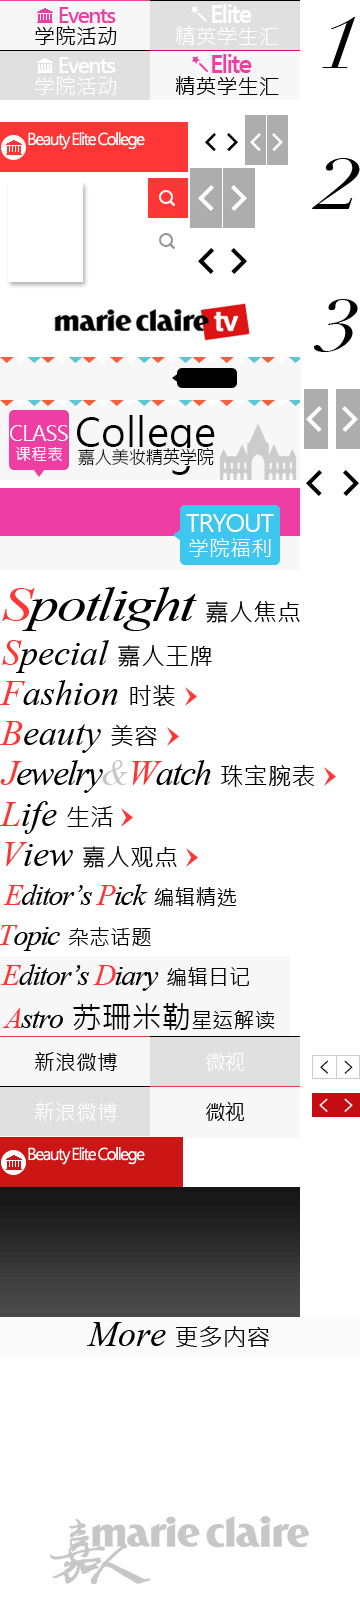 Events
学院活动
Elite
精英学生汇
1
Events
学院活动
Elite
精英学生汇
Beauty Elite College
2
marie claire tv
3
CLASS
课程表
College
嘉人美妆精英学院
TRYOUT
学院福利
Spotlight 嘉人焦点
Special 嘉人王牌
Fashion 时装
Beauty 美容
Jewelry&Watch 珠宝腕表
Life 生活
View 嘉人观点
Editor's Pick 编辑精选
Topic 杂志话题
Editor's Diary 编辑日记
Astro 苏珊米勒星运解读
新浪微博
微视
新浪微博
微视
Beauty Elite College
More 更多内容
嘉人 marie claire